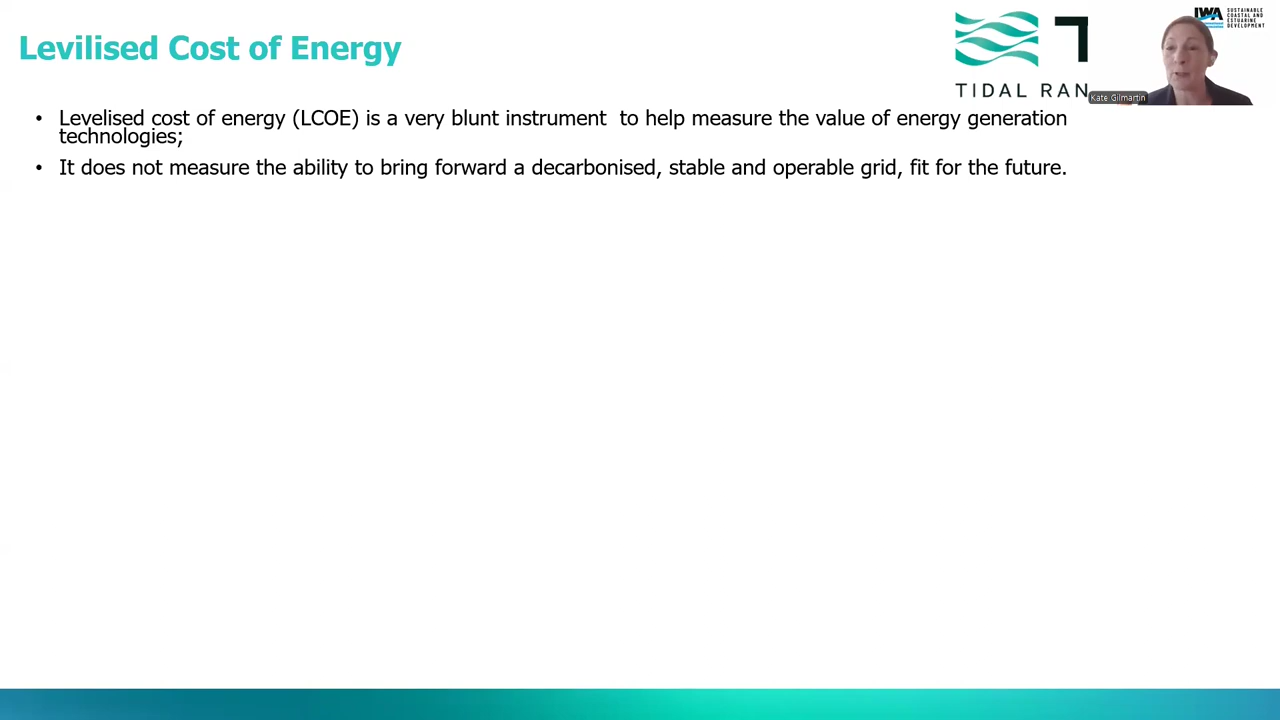 Levilised Cost of Energy
IWA
SUSTAINABLE
COASTAL AND
ESTUARINE
DEVELOPMENT
TIDAL RAN
Kate Gilmartin
• Levelised cost of energy (LCOE) is a very blunt instrument to help measure the value of energy generation
technologies;
• It does not measure the ability to bring forward a decarbonised, stable and operable grid, fit for the future.